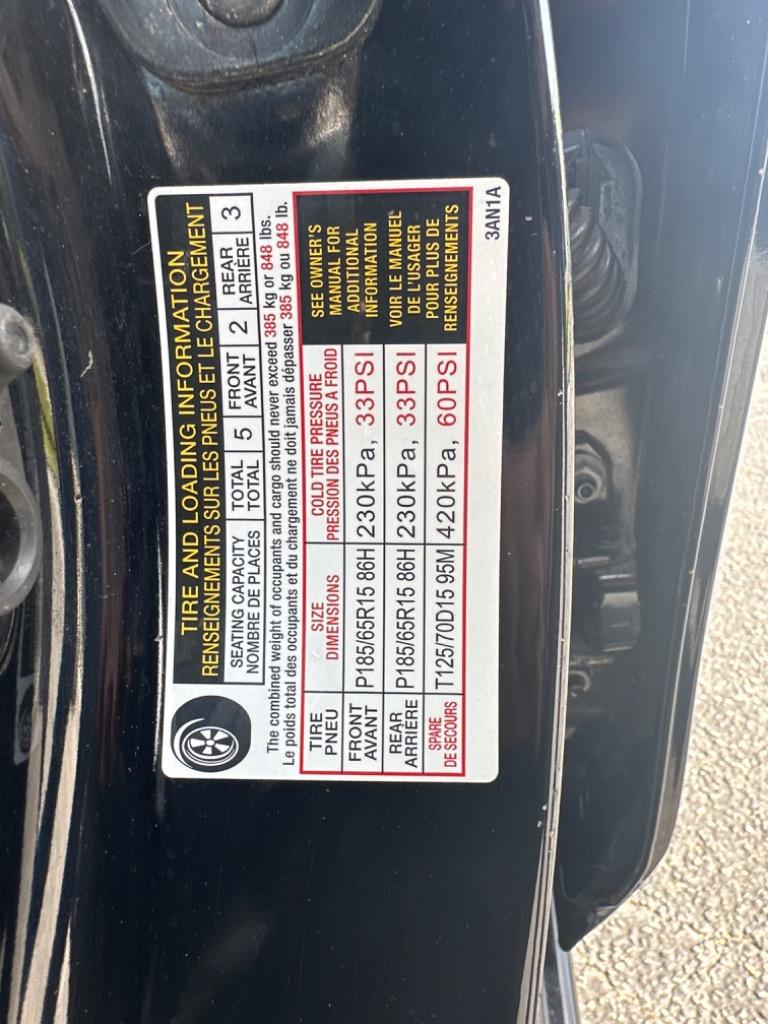 TIRE AND LOADING INFORMATION
RENSEIGNEMENTS SUR LES PNEUS ET LE CHARGEMENT
SEATING CAPACITY
NOMBRE DE PLACES
TOTAL
TOTAL
5
FRONT
AVANT
2
REAR
ARRIÈRE
3
The combined weight of occupants and cargo should never exceed 385 kg or 848 lbs.
Le poids total des occupants et du chargement ne doit jamais dépasser 385 kg ou 848 lb.
TIRE
PNEU
SIZE
DIMENSIONS
COLD TIRE PRESSURE
PRESSION DES PNEUS A FROID
FRONT
AVANT
P185/65R15 86H
230kPa, 33PSI
REAR
ARRIÈRE
P185/65R15 86H
230kPa, 33PSI
SPARE
DE SECOURS
T125/70D15 95M
420kPa, 60PSI
SEE OWNER'S
MANUAL FOR
ADDITIONAL
INFORMATION
VOIR LE MANUEL
DE L'USAGER
POUR PLUS DE
RENSEIGNEMENTS
3AN1A